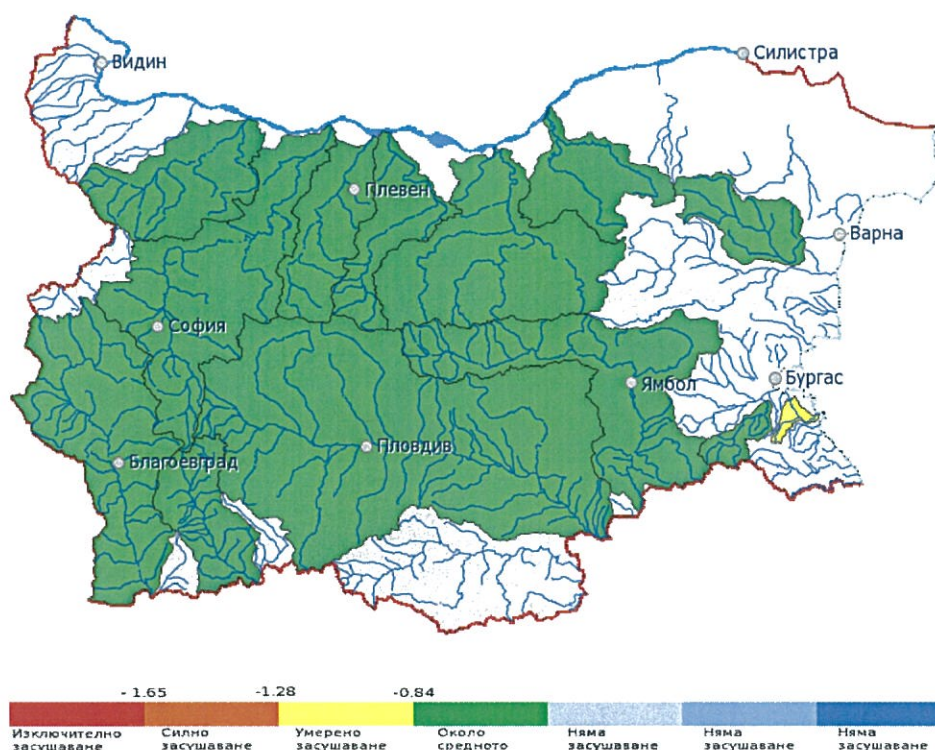 Видин
Силистра
Плевен
Варна
София
Бургас
Ямбол
Пловдив
Благоевград
- 1.65
-1.28
-0.84
Изключително засушаване
Силно засушаване
Умерено засушаване
Около средното
Няма засушаване
Няма засушаване
Няма засушаване